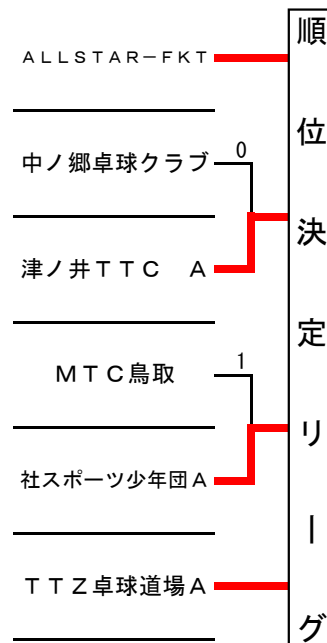 ＡＬＬＳＴＡＲ－ＦＫＴ
中ノ郷卓球クラブ
0
津ノ井ＴＴＣ　Ａ
ＭＴＣ鳥取
1
社スポーツ少年団Ａ
ＴＴＺ卓球道場Ａ
順位決定リーグ